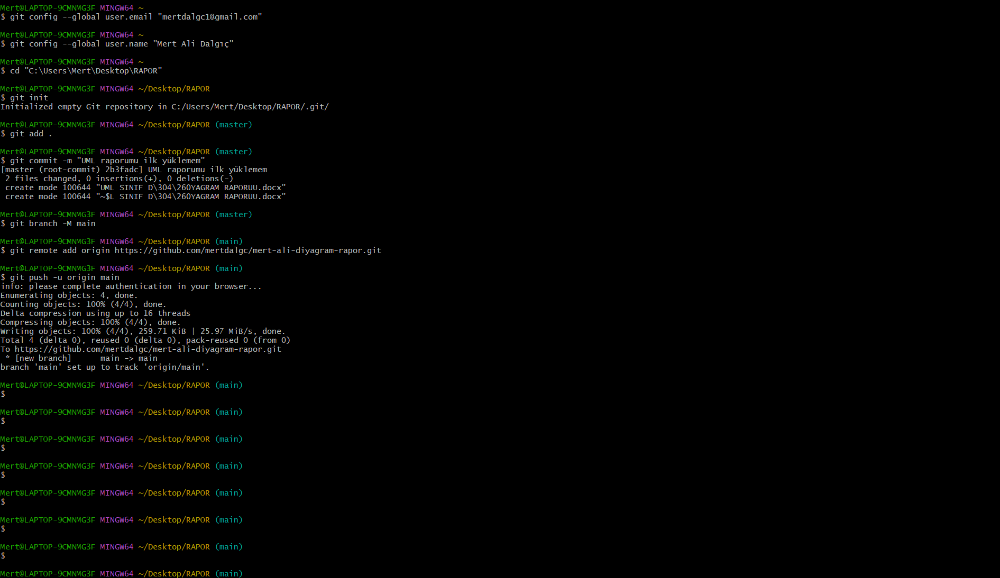 Mert@LAPTOP-9CMNMG3F MINGW64 ~
$ git config --global user.email "mertdalgc1@gmail.com"
Mert@LAPTOP-9CMNMG3F MINGW64 ~
$ git config --global user.name "Mert Ali Dalgıç"
Mert@LAPTOP-9CMNMG3F MINGW64 ~
$ cd "C:\Users\Mert\Desktop\RAPOR"
Mert@LAPTOP-9CMNMG3F MINGW64 ~/Desktop/RAPOR
$ git init
Initialized empty Git repository in C:/Users/Mert/Desktop/RAPOR/.git/
Mert@LAPTOP-9CMNMG3F MINGW64 ~/Desktop/RAPOR (master)
$ git add .
Mert@LAPTOP-9CMNMG3F MINGW64 ~/Desktop/RAPOR (master)
$ git commit -m "UML raporumu ilk yüklemem"
[master (root-commit) 2b3fadc] UML raporumu ilk yüklemem
 2 files changed, 0 insertions(+), 0 deletions(-)
 create mode 100644 "UML SINIF D\304\260YAGRAM RAPORUU.docx"
 create mode 100644 "~$L SINIF D\304\260YAGRAM RAPORUU.docx"
Mert@LAPTOP-9CMNMG3F MINGW64 ~/Desktop/RAPOR (master)
$ git branch -M main
Mert@LAPTOP-9CMNMG3F MINGW64 ~/Desktop/RAPOR (main)
$ git remote add origin https://github.com/mertdalgc/mert-ali-diyagram-rapor.git
Mert@LAPTOP-9CMNMG3F MINGW64 ~/Desktop/RAPOR (main)
$ git push -u origin main
info: please complete authentication in your browser...
Enumerating objects: 4, done.
Counting objects: 100% (4/4), done.
Delta compression using up to 16 threads
Compressing objects: 100% (4/4), done.
Writing objects: 100% (4/4), 259.71 KiB | 25.97 MiB/s, done.
Total 4 (delta 0), reused 0 (delta 0), pack-reused 0 (from 0)
To https://github.com/mertdalgc/mert-ali-diyagram-rapor.git
 * [new branch]      main -> main
branch 'main' set up to track 'origin/main'.
Mert@LAPTOP-9CMNMG3F MINGW64 ~/Desktop/RAPOR (main)
$
Mert@LAPTOP-9CMNMG3F MINGW64 ~/Desktop/RAPOR (main)
$
Mert@LAPTOP-9CMNMG3F MINGW64 ~/Desktop/RAPOR (main)
$
Mert@LAPTOP-9CMNMG3F MINGW64 ~/Desktop/RAPOR (main)
$
Mert@LAPTOP-9CMNMG3F MINGW64 ~/Desktop/RAPOR (main)
$
Mert@LAPTOP-9CMNMG3F MINGW64 ~/Desktop/RAPOR (main)
$
Mert@LAPTOP-9CMNMG3F MINGW64 ~/Desktop/RAPOR (main)
$
Mert@LAPTOP-9CMNMG3F MINGW64 ~/Desktop/RAPOR (main)